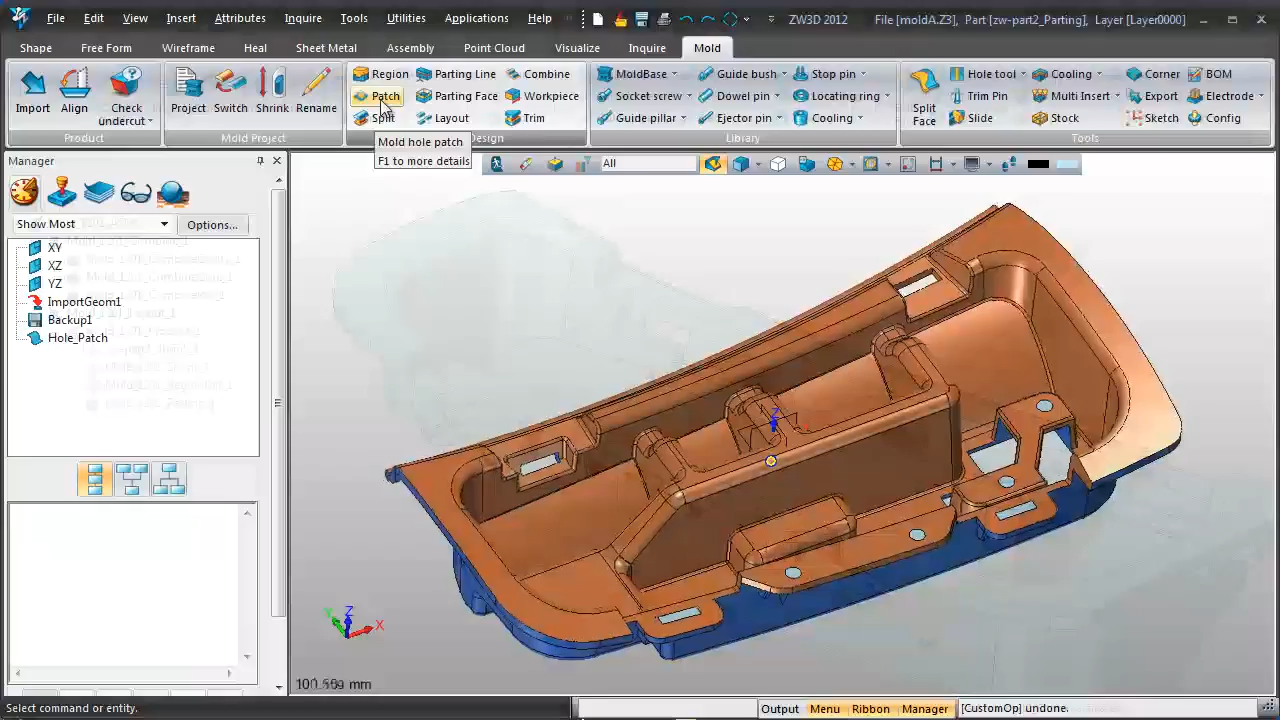 File Edit View Insert Attributes Inquire Tools Utilities Applications Help ZW3D 2012 File [moldA.Z3], Part [zw-part2_Parting], Layer [Layer0000]
Shape Free Form Wireframe Heal Sheet Metal Assembly Point Cloud Visualize Inquire Mold
Region Parting Line Combine MoldBase Guide bush Stop pin Hole tool Cooling Corner BOM
Patch Parting Face Workpiece Socket screw Dowel pin Locating ring Trim Pin Multi Insert Export Electrode
Import Align Check undercut Project Switch Shrink Rename Split Layout Trim Guide pillar Ejector pin Cooling Split Face Slide Stock Sketch Config
Product Mold Project Design Library Tools
Mold hole patch
F1 to more details
Manager
All
Show Most Options...
XY
XZ
YZ
ImportGeom1
Backup1
Hole_Patch
Z
Y Z X
mm
Select command or entity. Output Menu Ribbon Manager [CustomOp] undone.